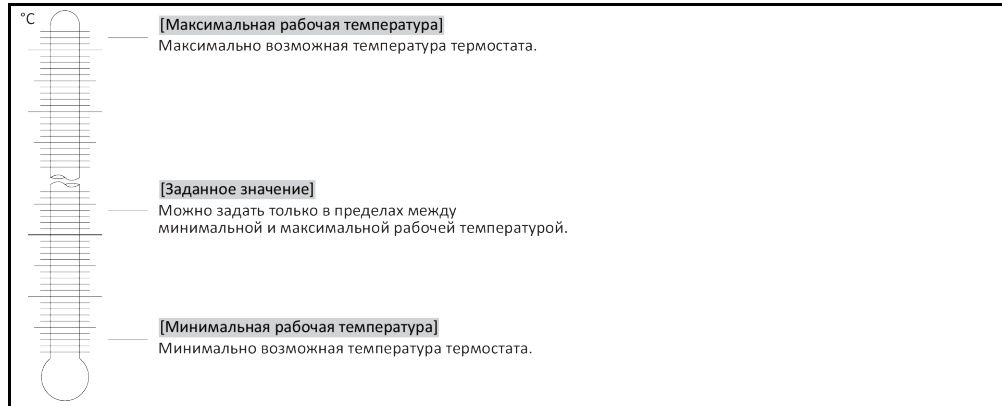 °C
[Максимальная рабочая температура]
Максимально возможная температура термостата.
[Заданное значение]
Можно задать только в пределах между
минимальной и максимальной рабочей температурой.
[Минимальная рабочая температура]
Минимально возможная температура термостата.